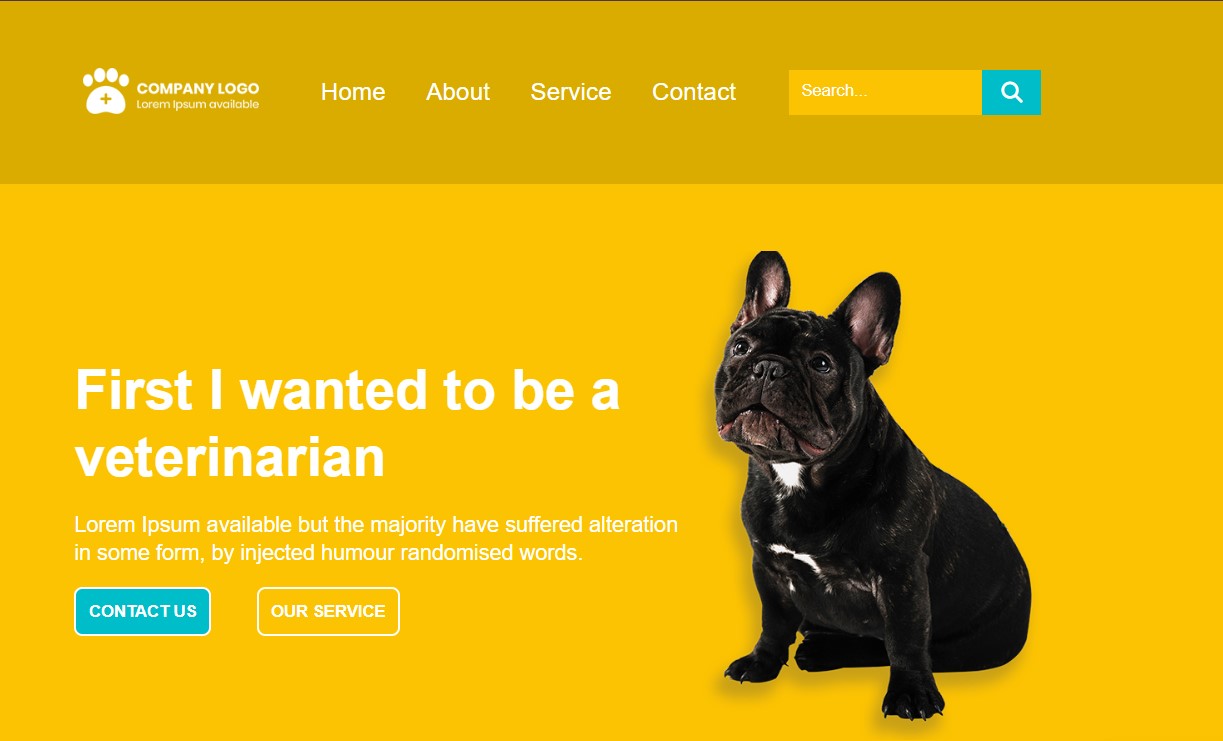 COMPANY LOGO
Lorem Ipsum available
Home About Service Contact
Search...
First I wanted to be a
veterinarian
Lorem Ipsum available but the majority have suffered alteration
in some form, by injected humour randomised words.
CONTACT US
OUR SERVICE